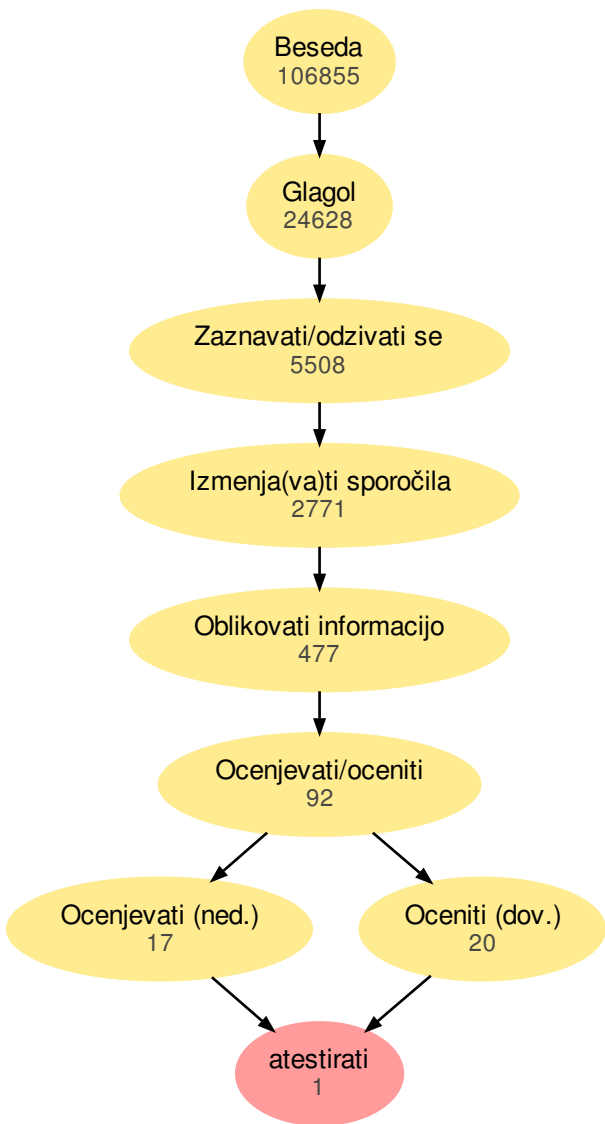 Beseda
106855
Glagol
24628
Zaznavati/odzivati se
5508
Izmenja(va)ti sporočila
2771
Oblikovati informacijo
477
Ocenjevati/oceniti
92
Ocenjevati (ned.)
17
Oceniti (dov.)
20
atestirati
1